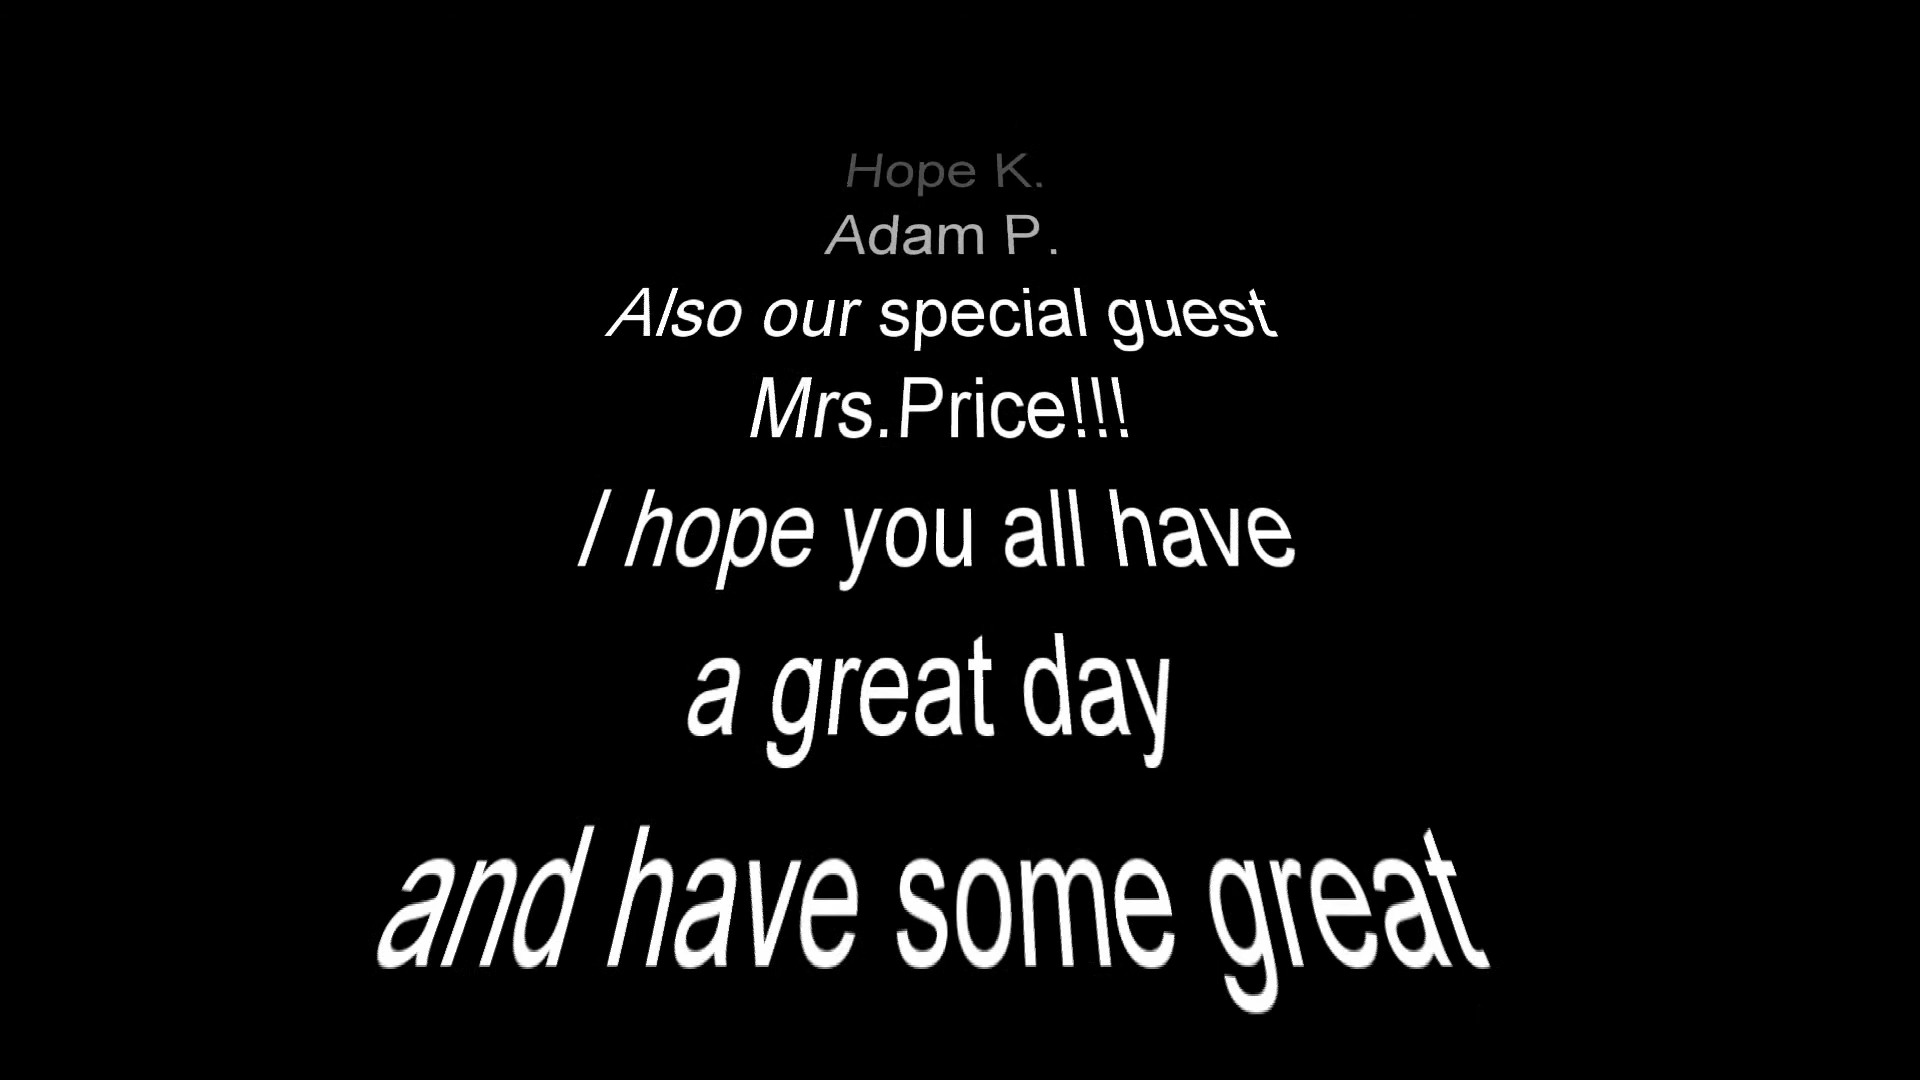 Hope K.
Adam P.
Also our special guest
Mrs.Price!!!
I hope you all have
a great day
and have some great